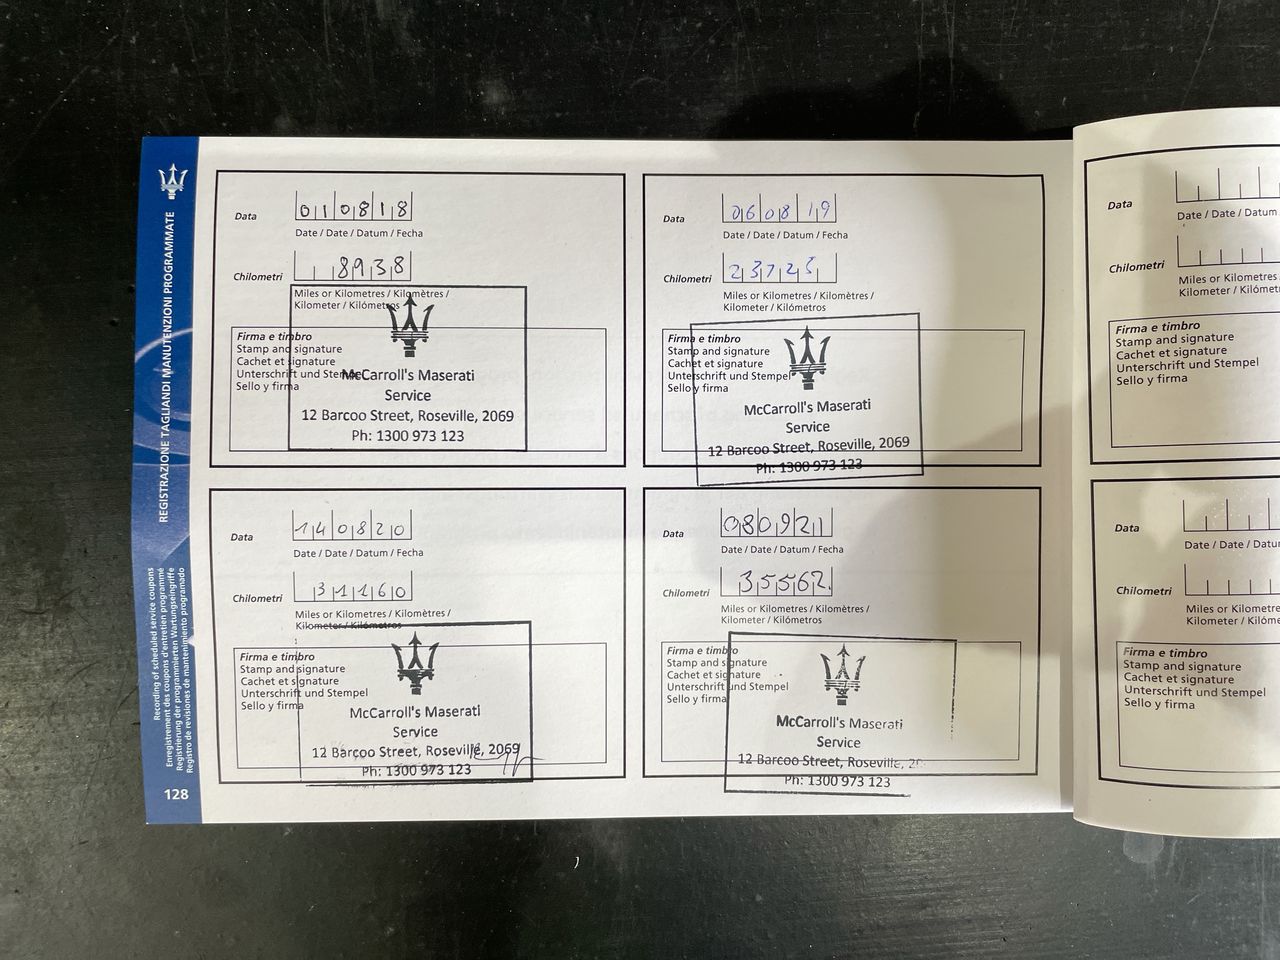 REGISTRAZIONE TAGLIANDI MANUTENZIONI PROGRAMMATE
Recording of scheduled service coupons
Enregistrement des coupons d'entretien programmé
Registrierung der programmierten Wartungseingriffe
Registro de revisiones de mantenimiento programado
128
Data
010818
Date / Date / Datum / Fecha
Chilometri
8938
Miles or Kilometres / Kilomètres /
Kilometer / Kilómetros
Firma e timbro
Stamp and signature
Cachet et signature
Unterschrift und Stempel
Sello y firma
McCarroll's Maserati
Service
12 Barcoo Street, Roseville, 2069
Ph: 1300 973 123
Data
060819
Date / Date / Datum / Fecha
Chilometri
23725
Miles or Kilometres / Kilomètres /
Kilometer / Kilómetros
Firma e timbro
Stamp and signature
Cachet et signature
Unterschrift und Stempel
Sello y firma
McCarroll's Maserati
Service
12 Barcoo Street, Roseville, 2069
Ph: 1300 973 123
Data
140820
Date / Date / Datum / Fecha
Chilometri
31160
Miles or Kilometres / Kilomètres /
Kilometer / Kilómetros
Firma e timbro
Stamp and signature
Cachet et signature
Unterschrift und Stempel
Sello y firma
McCarroll's Maserati
Service
12 Barcoo Street, Roseville, 2069
Ph: 1300 973 123
Data
080921
Date / Date / Datum / Fecha
Chilometri
35562.
Miles or Kilometres / Kilomètres /
Kilometer / Kilómetros
Firma e timbro
Stamp and signature
Cachet et signature
Unterschrift und Stempel
Sello y firma
McCarroll's Maserati
Service
12 Barcoo Street, Roseville,
Ph: 1300 973 123
Data
Date / Date / Datum
Chilometri
Miles or Kilometre
Kilometer / Kilóme
Firma e timbro
Stamp and signature
Cachet et signature
Unterschrift und Stempel
Sello y firma
Data
Date / Date / Datum
Chilometri
Miles or Kilometre
Kilometer / Kilóme
Firma e timbro
Stamp and signature
Cachet et signature
Unterschrift und Stempel
Sello y firma